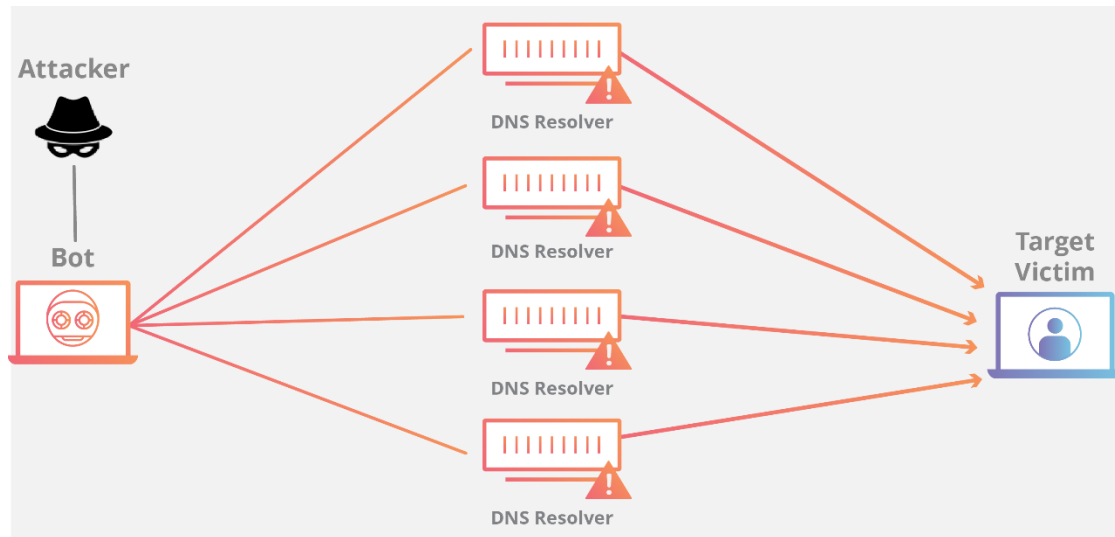 Attacker
Bot
DNS Resolver
DNS Resolver
DNS Resolver
DNS Resolver
Target
Victim